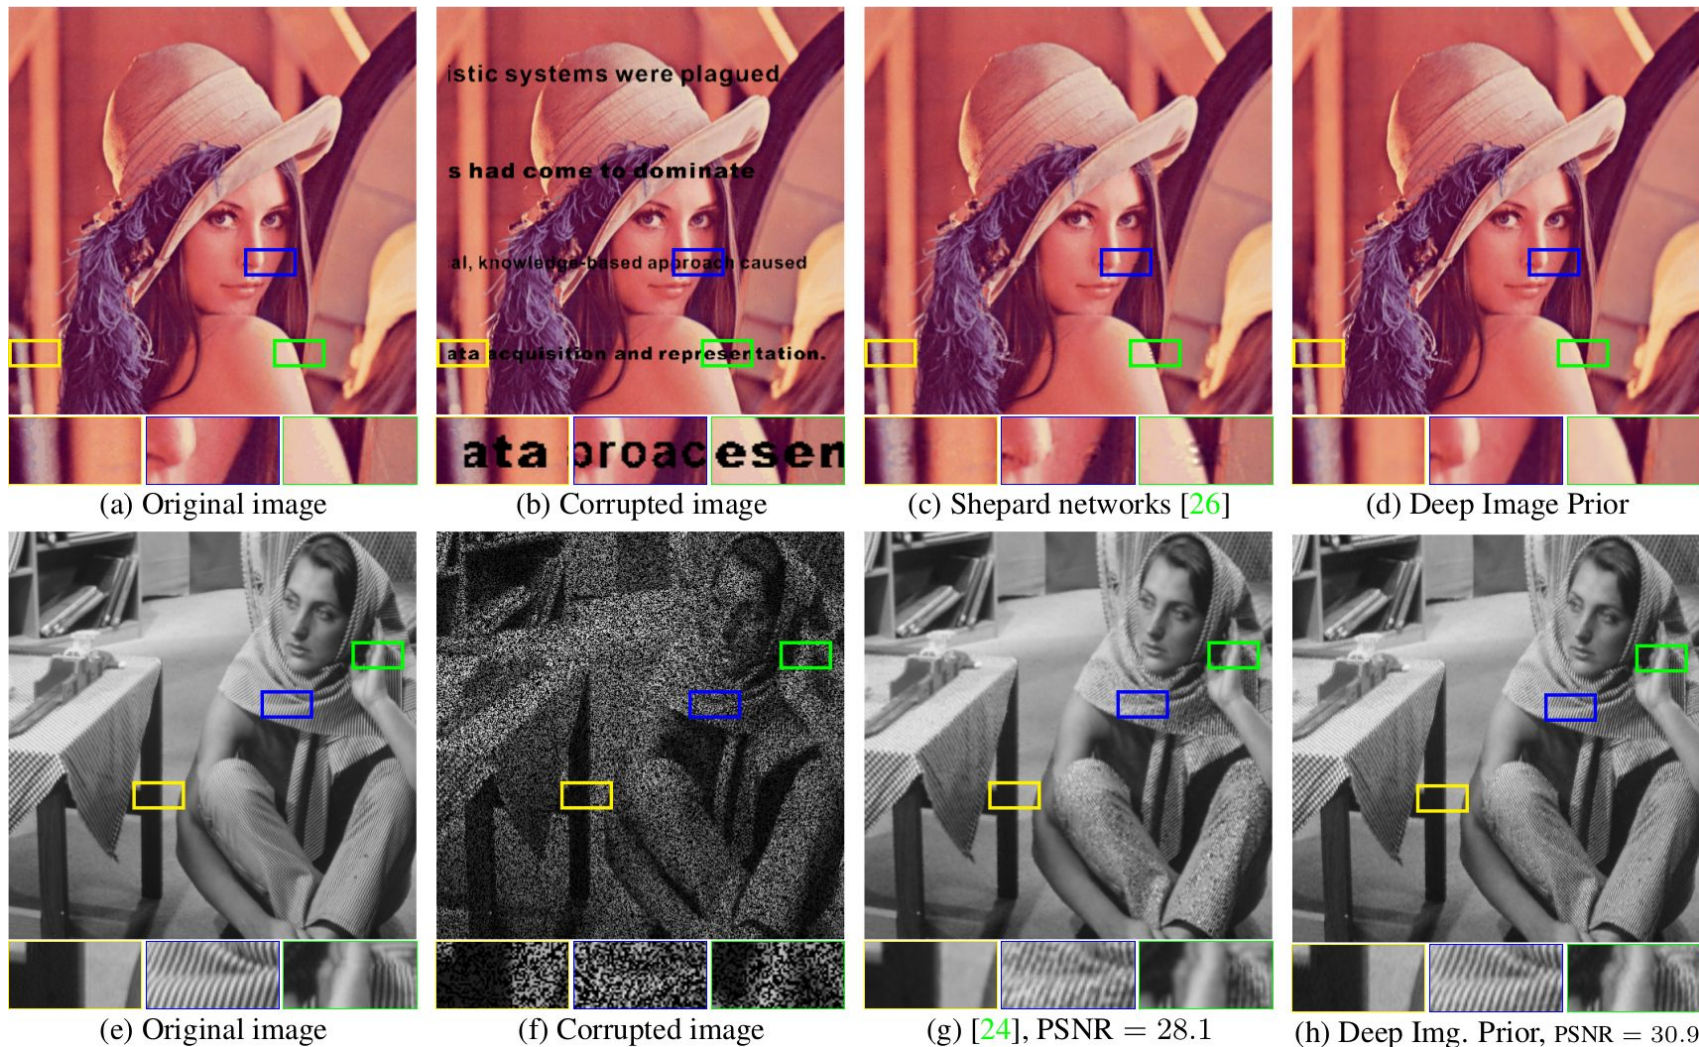 istic systems were plagued
s had come to dominate
al, knowledge-based approach caused
ata acquisition and representation.
ata proacesen
(a) Original image
(b) Corrupted image
(c) Shepard networks [26]
(d) Deep Image Prior
(e) Original image
(f) Corrupted image
(g) [24], PSNR = 28.1
(h) Deep Img. Prior, PSNR = 30.9